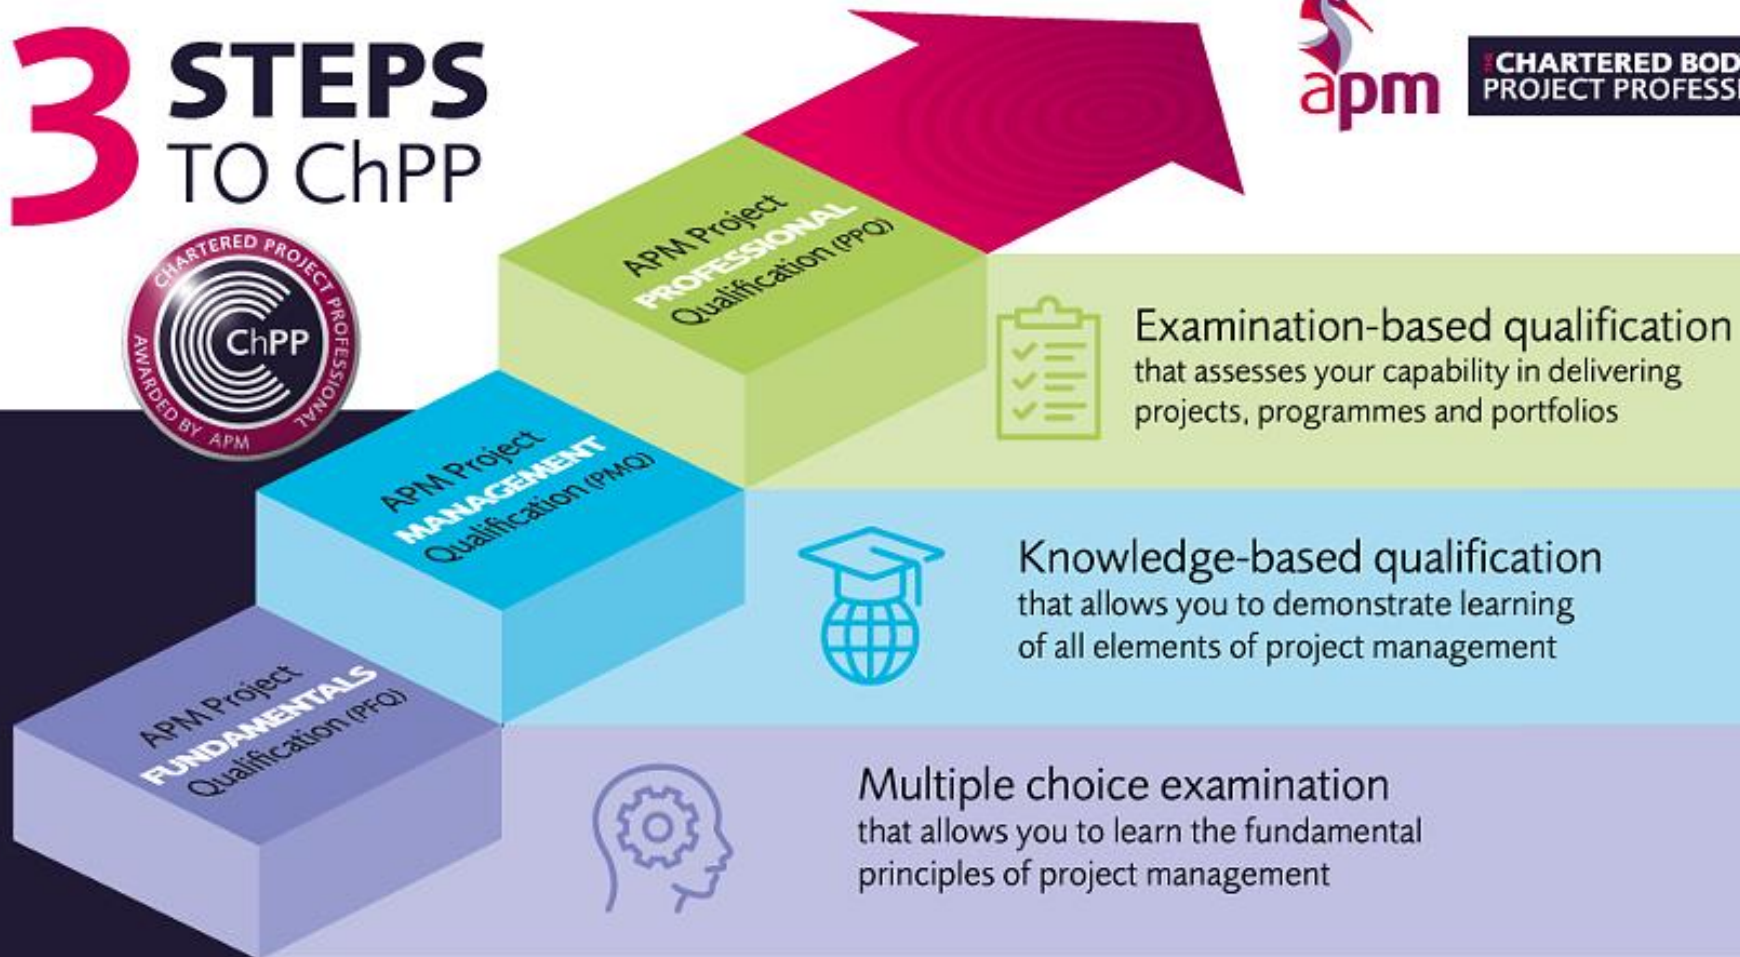 3 STEPS
TO ChPP
CHARTERED PROJECT PROFESSIONAL
AWARDED BY APM
ChPP
apm
THE CHARTERED BOD
PROJECT PROFESSI
APM Project
PROFESSIONAL
Qualification (PPQ)
Examination-based qualification
that assesses your capability in delivering
projects, programmes and portfolios
APM Project
MANAGEMENT
Qualification (PMQ)
Knowledge-based qualification
that allows you to demonstrate learning
of all elements of project management
APM Project
FUNDAMENTALS
Qualification (PFQ)
Multiple choice examination
that allows you to learn the fundamental
principles of project management